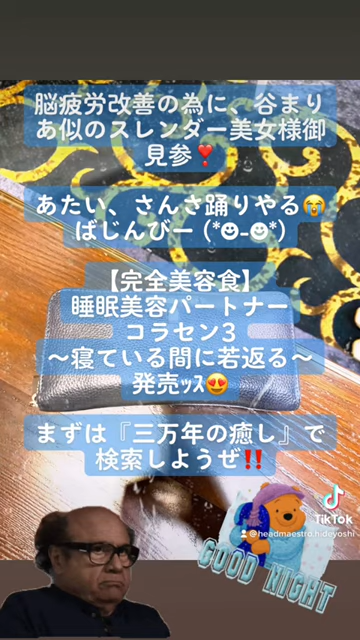 脳疲労改善の為に、谷まり
あ似のスレンダー美女様御
見参❣️
あたい、さんさ踊りやる😭
ばじんびー (*☻-☻*)
【完全美容食】
睡眠美容パートナー
コラセン3
〜寝ている間に若返る〜
発売ｯｽ😍
まずは『三万年の癒し』で
検索しようぜ‼️
TikTok
@headmaestro.hideyoshi
GOOD NIGHT